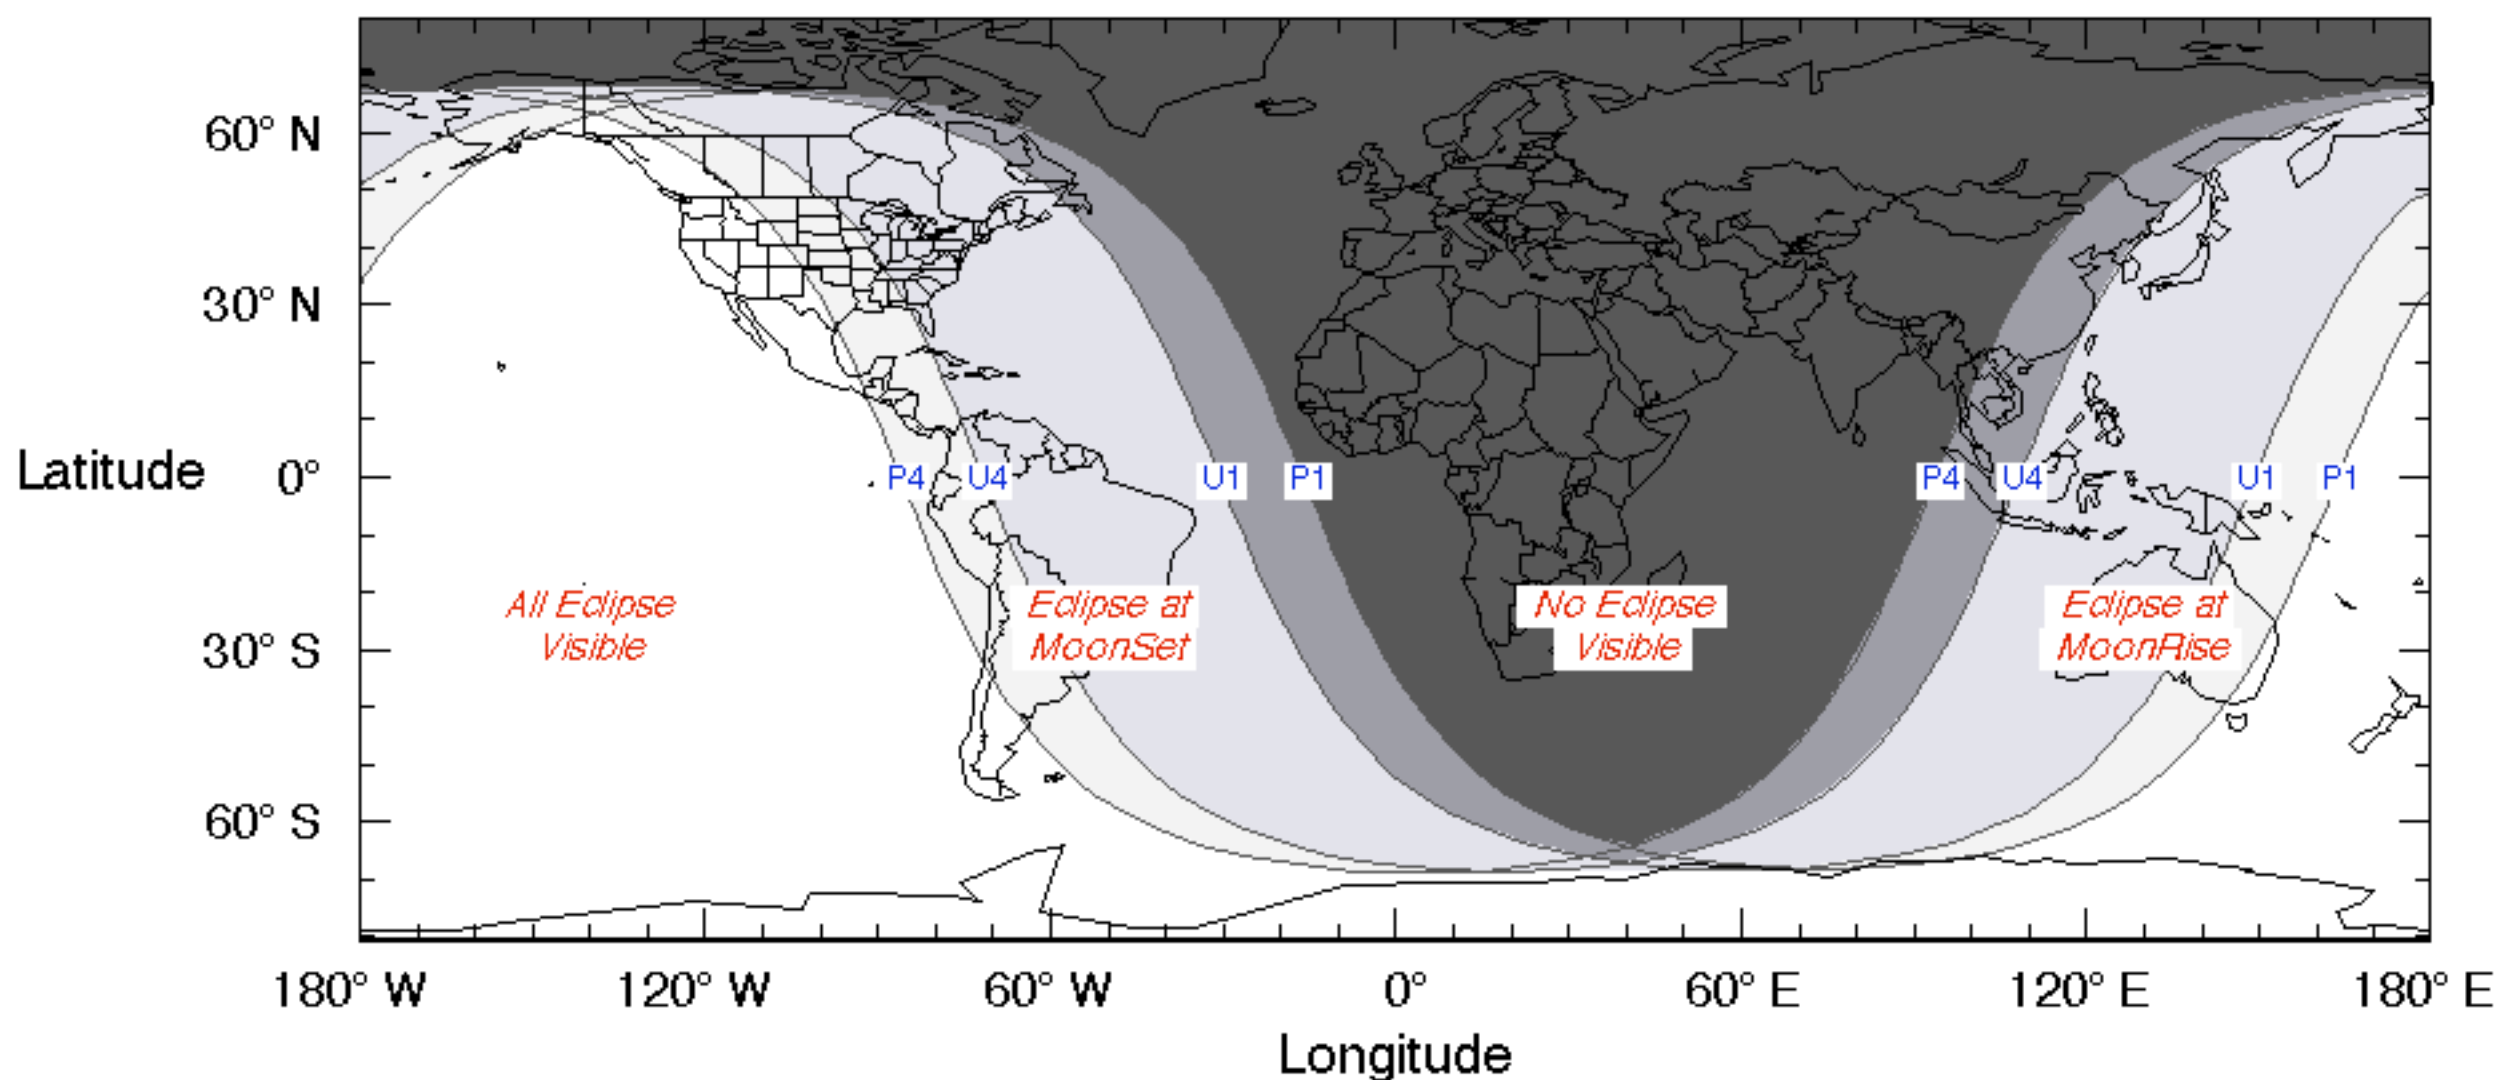 60° N
30° N
Latitude 0°
P4 U4 U1 P1 P4 U4 U1 P1
All Eclipse
Visible
Eclipse at
MoonSet
No Eclipse
Visible
Eclipse at
MoonRise
30° S
60° S
180° W 120° W 60° W 0° 60° E 120° E 180° E
Longitude